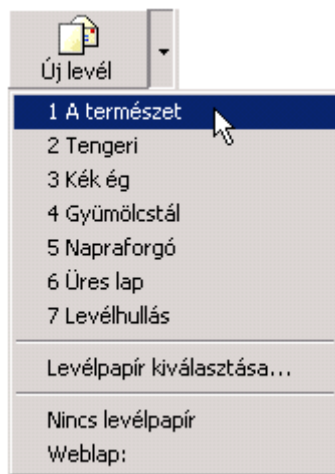 Új levél
1 A természet
2 Tengeri
3 Kék ég
4 Gyümölcstál
5 Napraforgó
6 Üres lap
7 Levélhullás
Levélpapír kiválasztása...
Nincs levélpapír
Weblap: